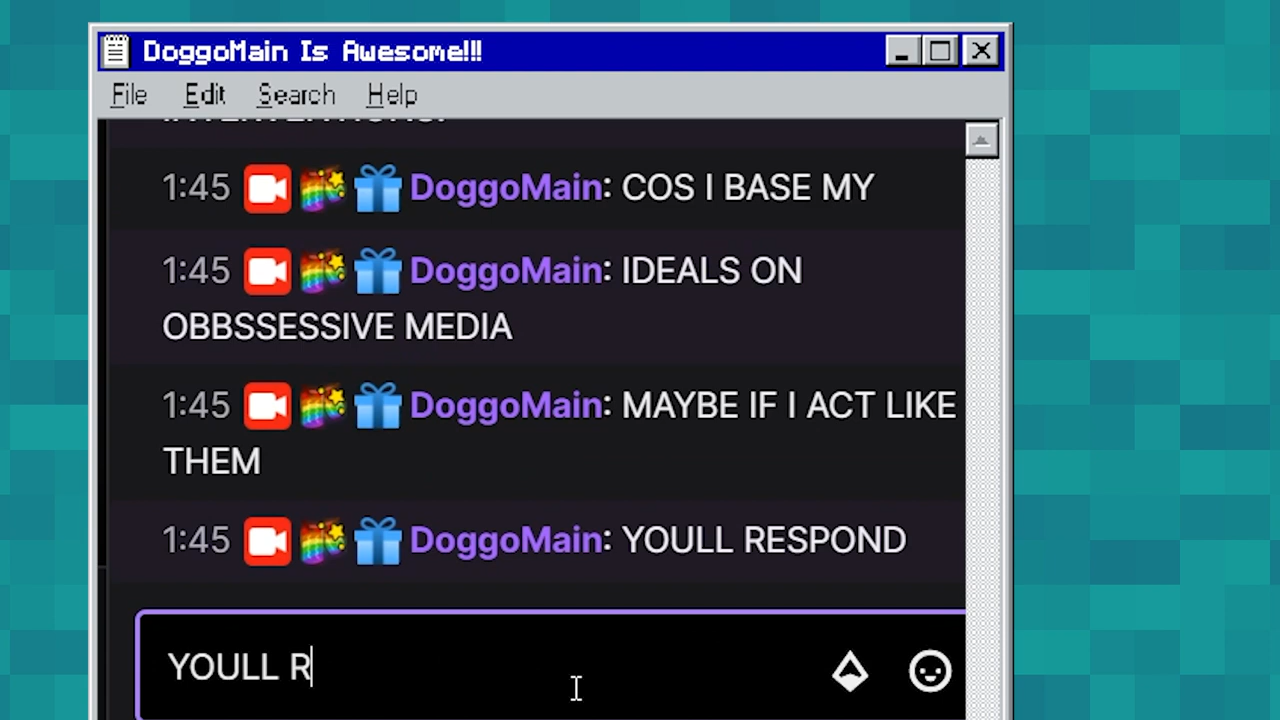 DoggoMain Is Awesome!!!
File Edit Search Help
1:45 DoggoMain: COS I BASE MY
1:45 DoggoMain: IDEALS ON
OBBSSESSIVE MEDIA
1:45 DoggoMain: MAYBE IF I ACT LIKE
THEM
1:45 DoggoMain: YOULL RESPOND
YOULL R